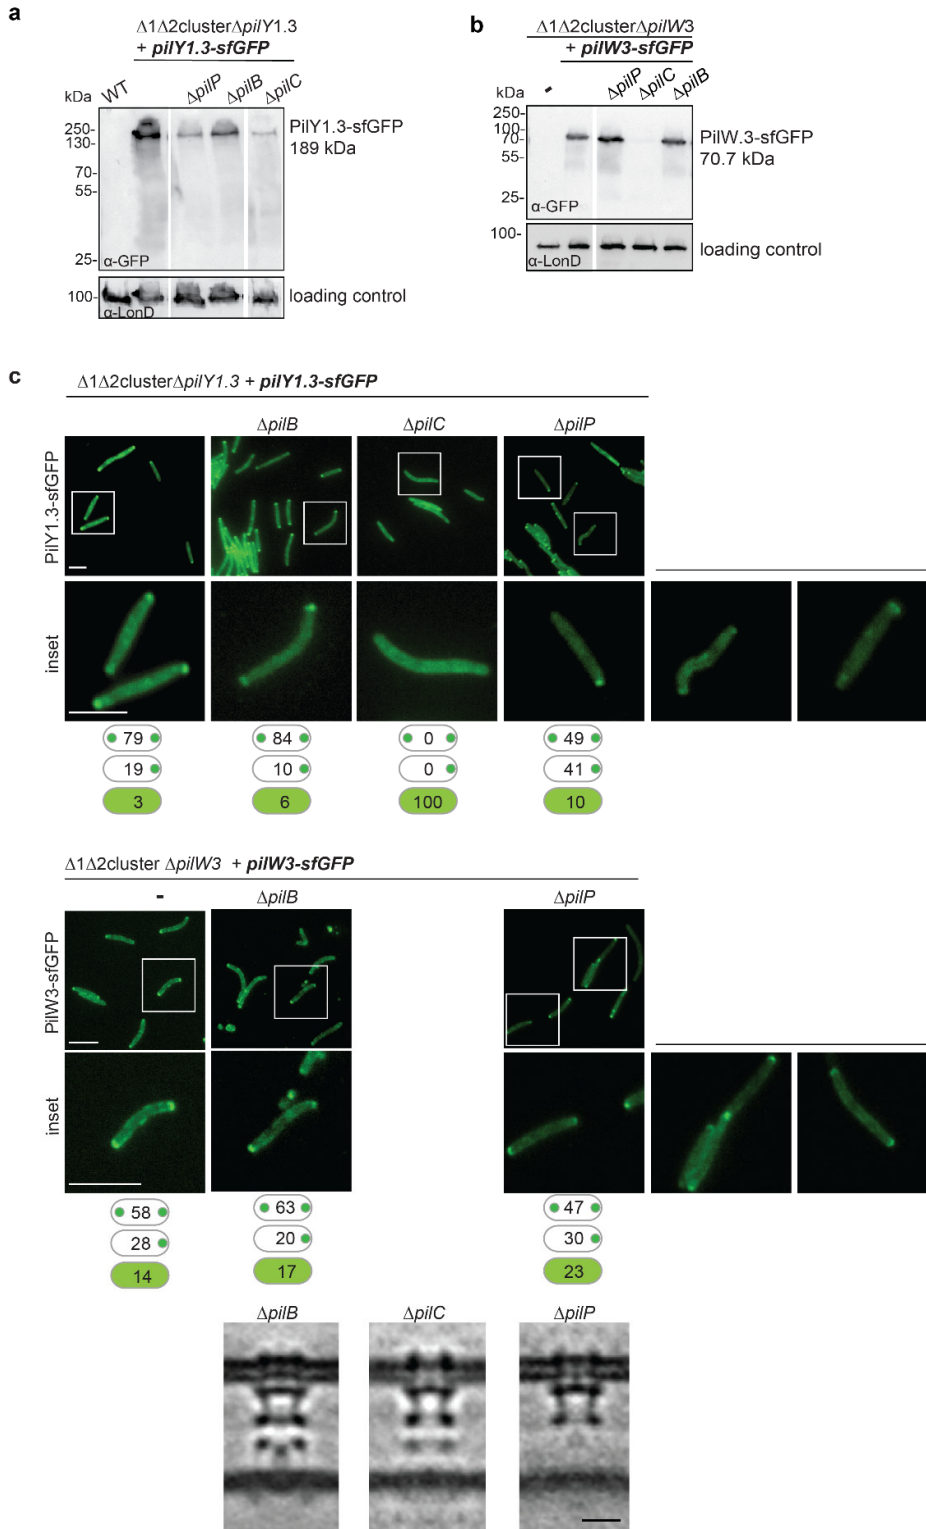 a
Δ1Δ2clusterΔpilY1.3
+ pilY1.3-sfGFP
kDa
WT
ΔpilP
ΔpilB
ΔpilC
250-
130-
70-
55-
25-
α-GFP
PilY1.3-sfGFP
189 kDa
100-
α-LonD
loading control
b
Δ1Δ2clusterΔpilW3
+ pilW3-sfGFP
kDa
-
ΔpilP
ΔpilC
ΔpilB
250-
100-
70-
55-
25-
α-GFP
PilW.3-sfGFP
70.7 kDa
100-
α-LonD
loading control
c
Δ1Δ2clusterΔpilY1.3 + pilY1.3-sfGFP
ΔpilB
ΔpilC
ΔpilP
PilY1.3-sfGFP
inset
79
84
0
49
19
10
0
41
3
6
100
10
Δ1Δ2cluster ΔpilW3 + pilW3-sfGFP
-
ΔpilB
ΔpilP
PilW3-sfGFP
inset
58
63
47
28
20
30
14
17
23
ΔpilB
ΔpilC
ΔpilP